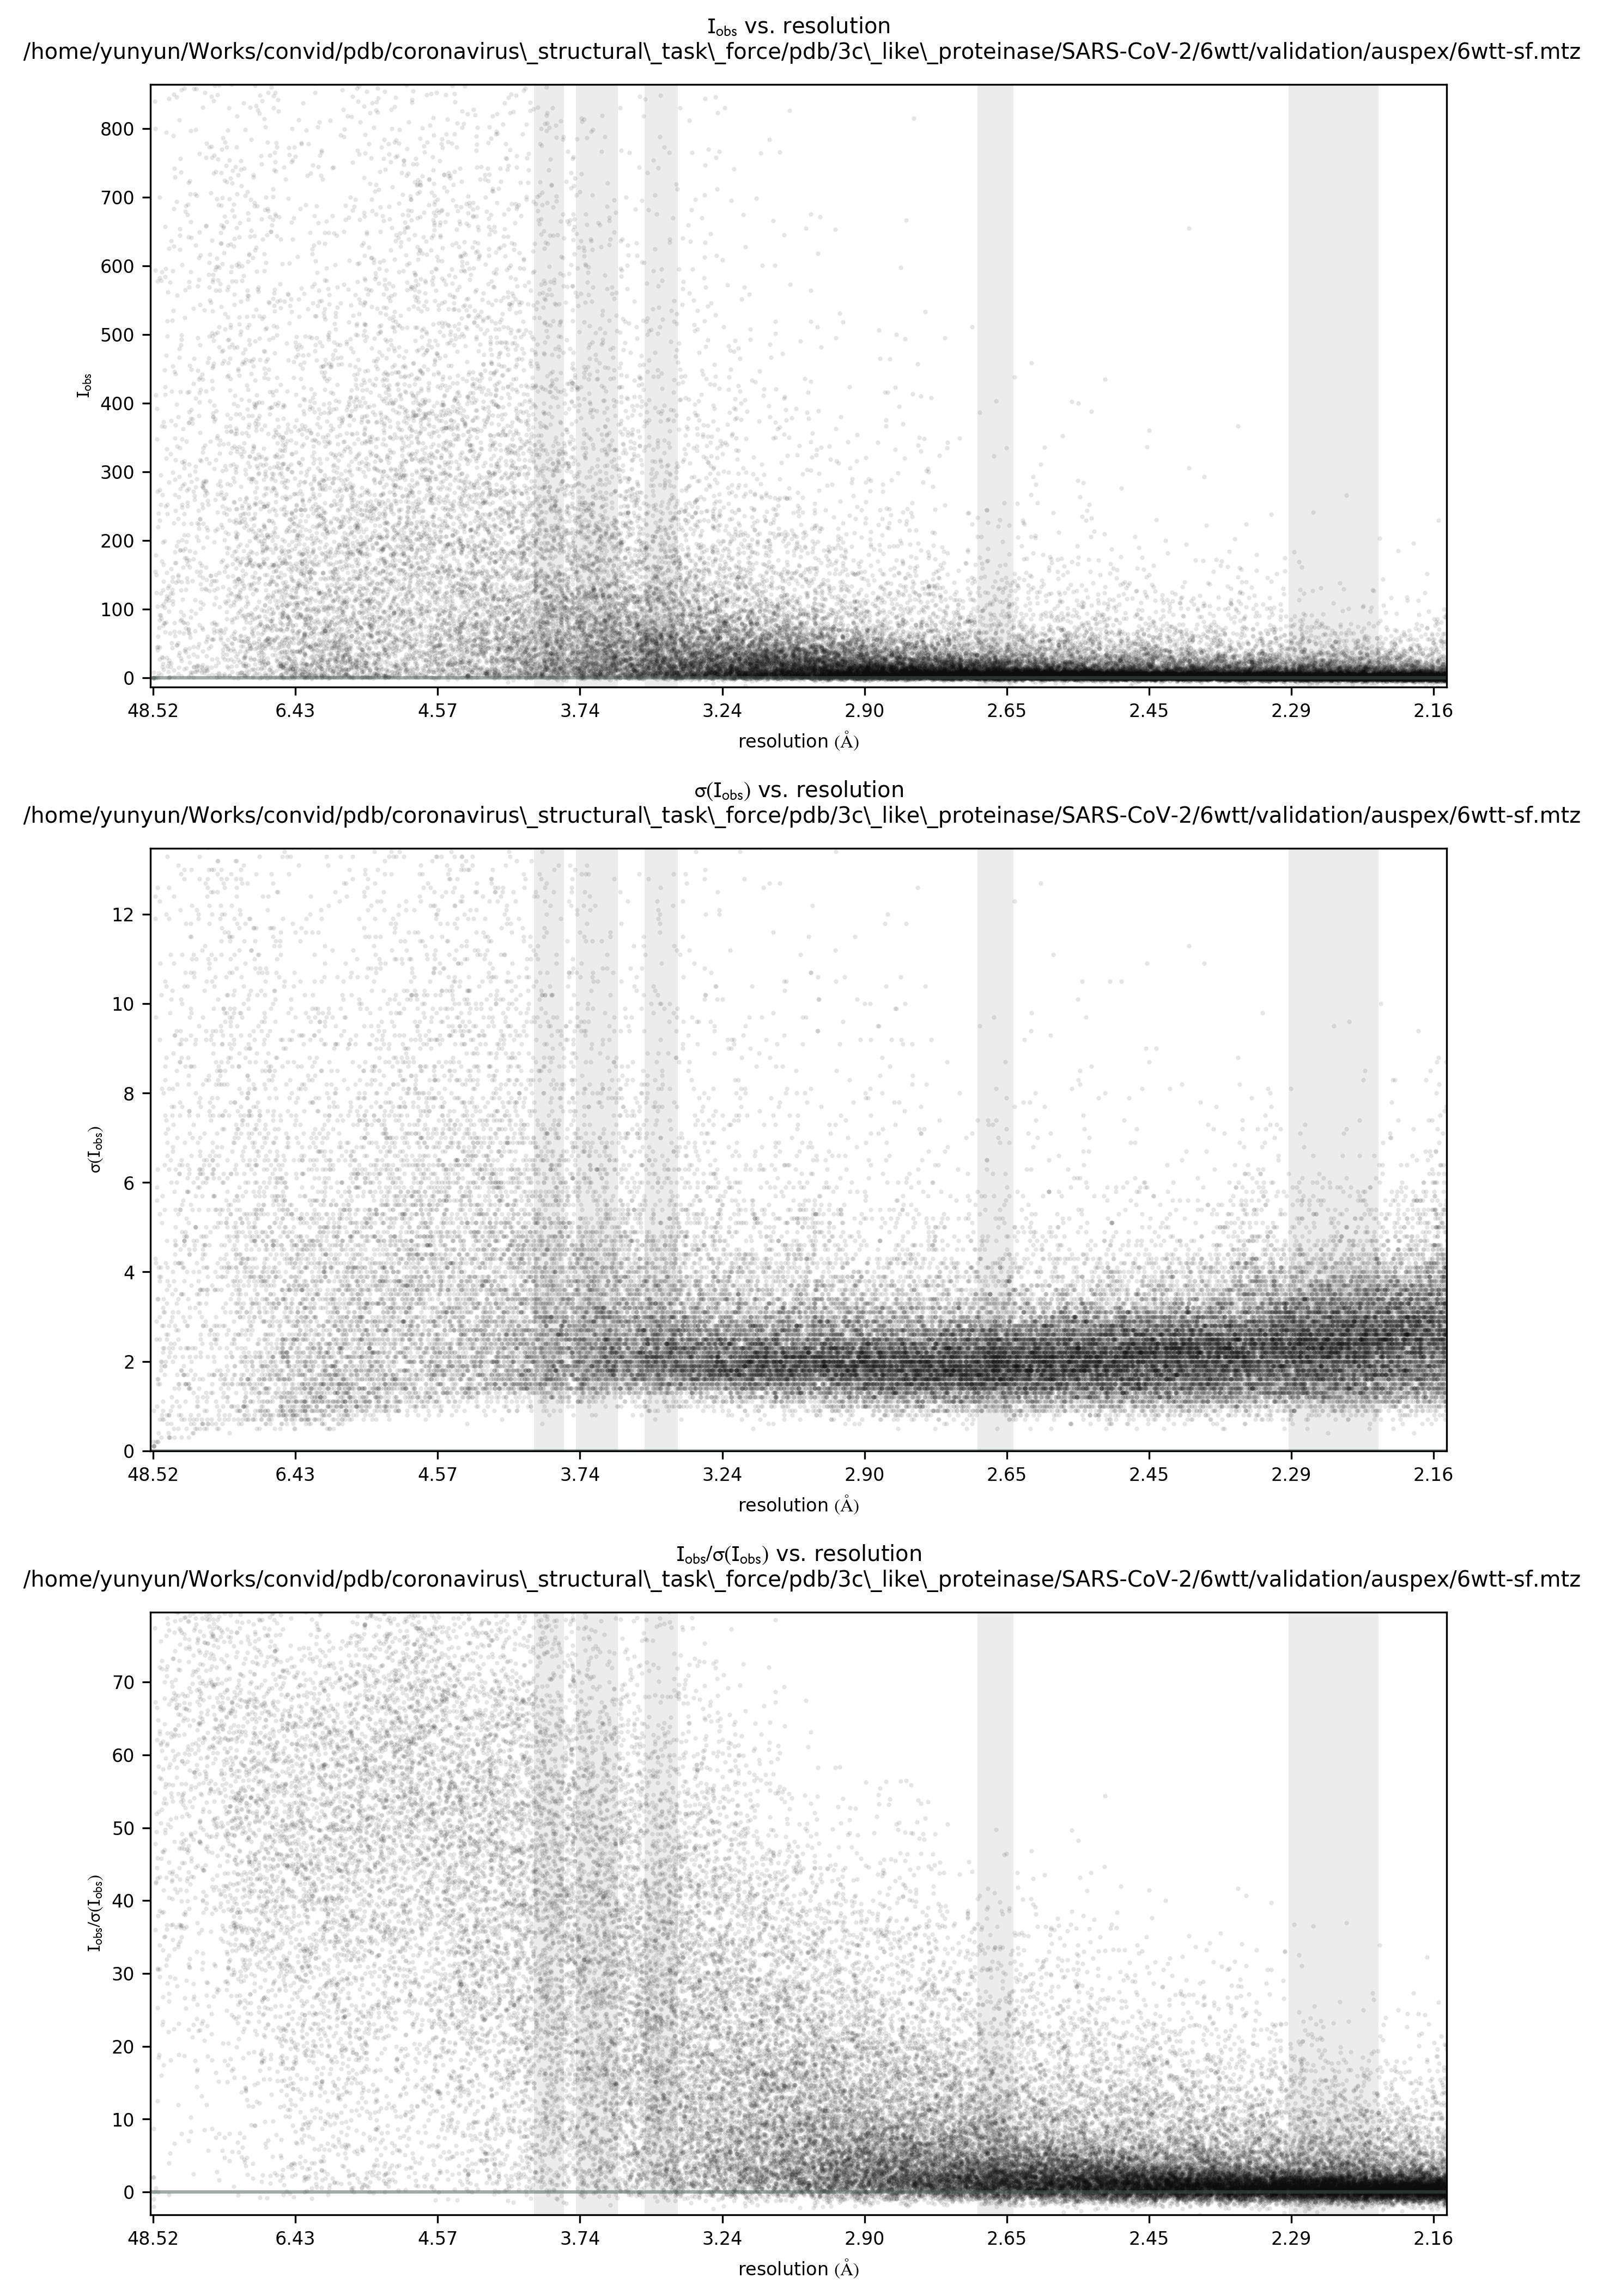 I_obs vs. resolution
/home/yunyun/Works/convid/pdb/coronavirus\_structural\_task\_force/pdb/3c\_like\_proteinase/SARS-CoV-2/6wtt/validation/auspex/6wtt-sf.mtz
800
700
600
500
400
300
200
100
0
I_obs
48.52 6.43 4.57 3.74 3.24 2.90 2.65 2.45 2.29 2.16
resolution (Å)
σ(I_obs) vs. resolution
/home/yunyun/Works/convid/pdb/coronavirus\_structural\_task\_force/pdb/3c\_like\_proteinase/SARS-CoV-2/6wtt/validation/auspex/6wtt-sf.mtz
12
10
8
6
4
2
0
σ(I_obs)
48.52 6.43 4.57 3.74 3.24 2.90 2.65 2.45 2.29 2.16
resolution (Å)
I_obs/σ(I_obs) vs. resolution
/home/yunyun/Works/convid/pdb/coronavirus\_structural\_task\_force/pdb/3c\_like\_proteinase/SARS-CoV-2/6wtt/validation/auspex/6wtt-sf.mtz
70
60
50
40
30
20
10
0
I_obs/σ(I_obs)
48.52 6.43 4.57 3.74 3.24 2.90 2.65 2.45 2.29 2.16
resolution (Å)